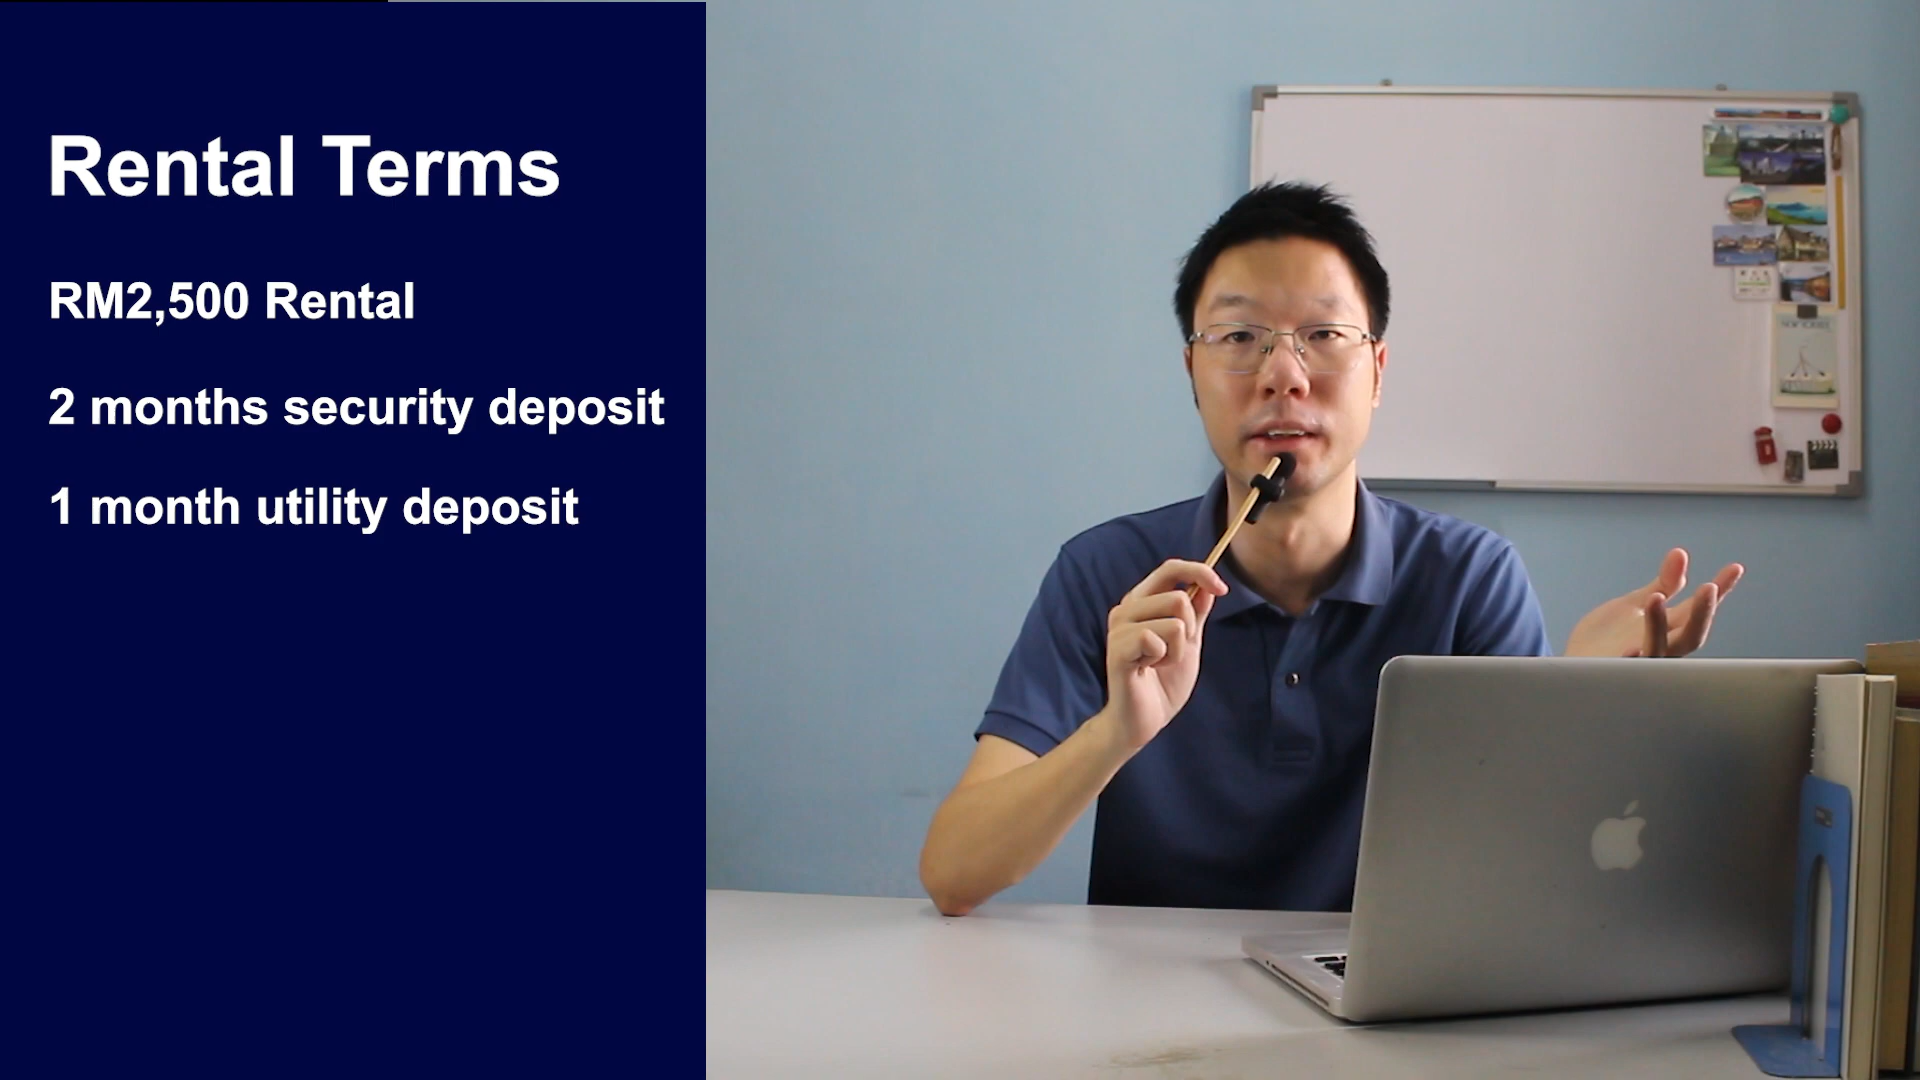 Rental Terms
RM2,500 Rental
2 months security deposit
1 month utility deposit